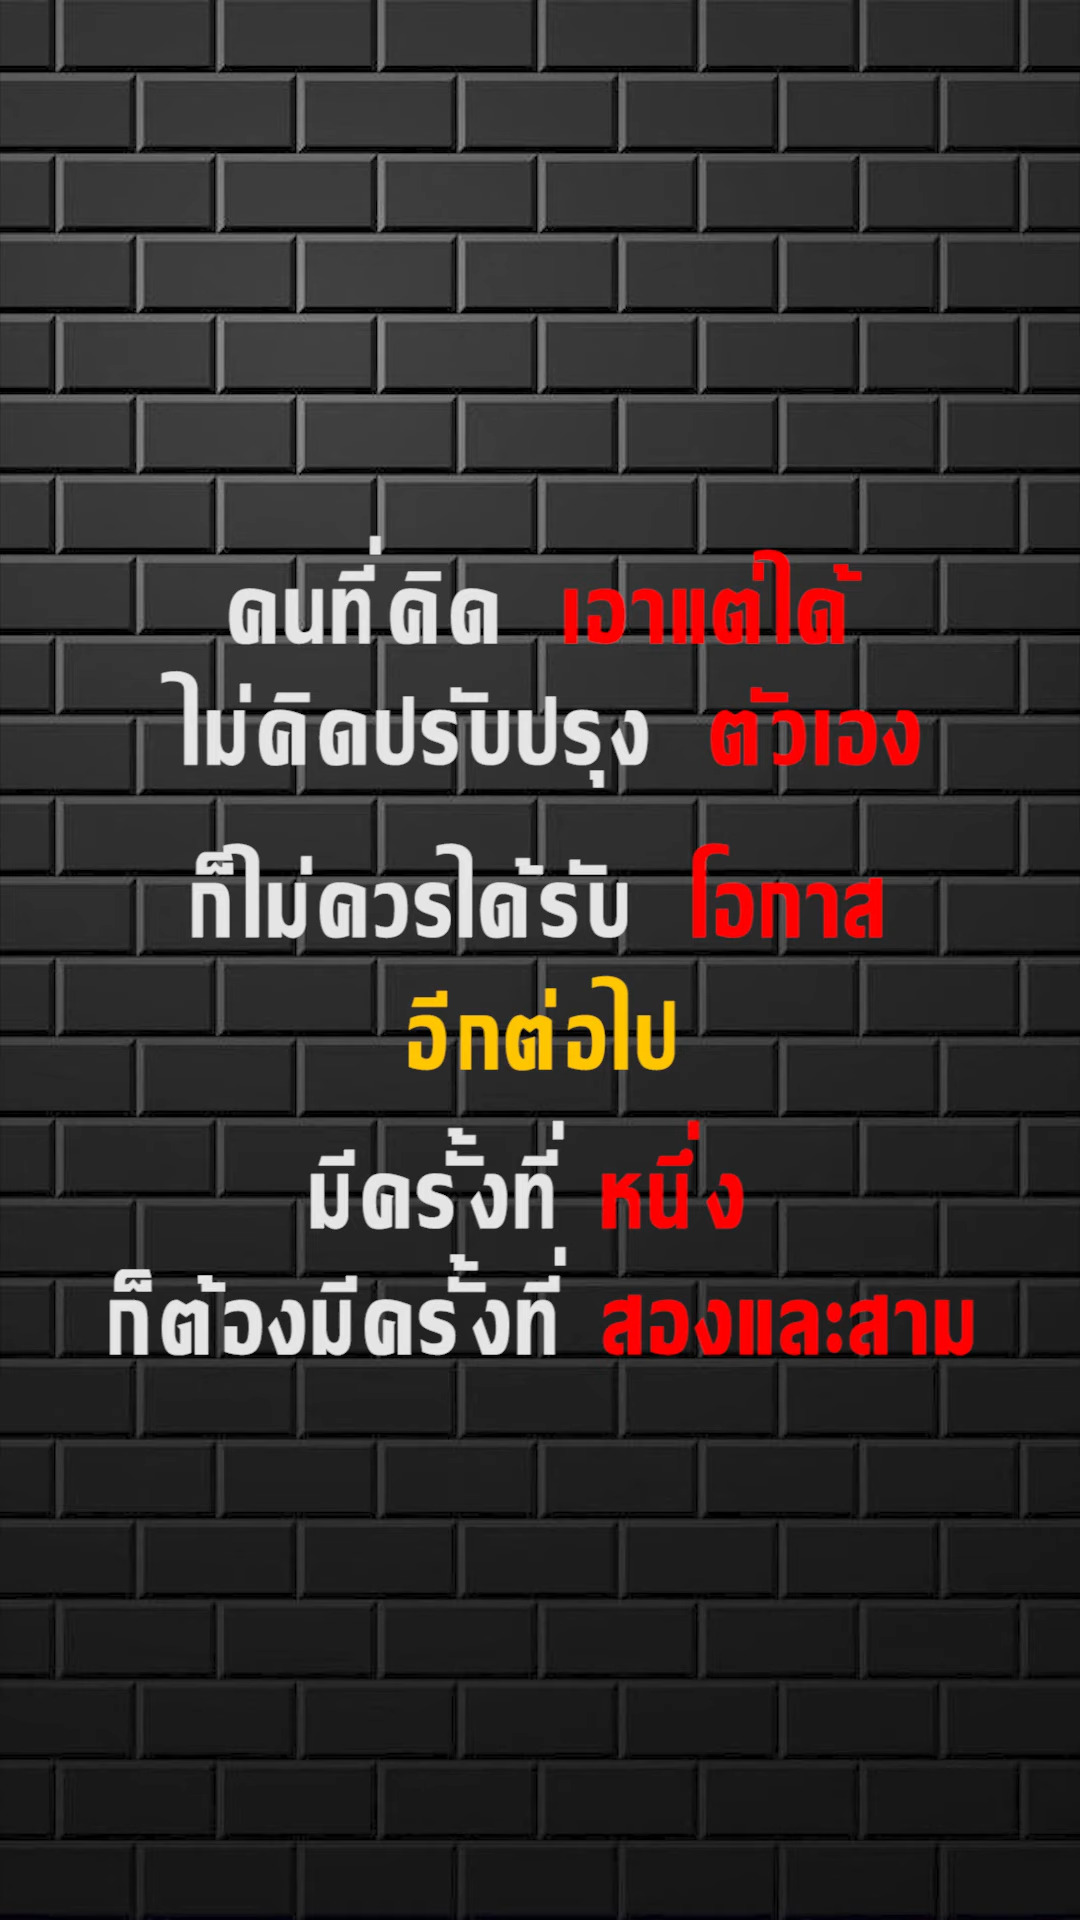 คนที่คิด เอาแต่ได้
ไม่คิดปรับปรุง ตัวเอง
ก็ไม่ควรได้รับ โอกาส
อีกต่อไป
มีครั้งที่ หนึ่ง
ก็ต้องมีครั้งที่ สองและสาม